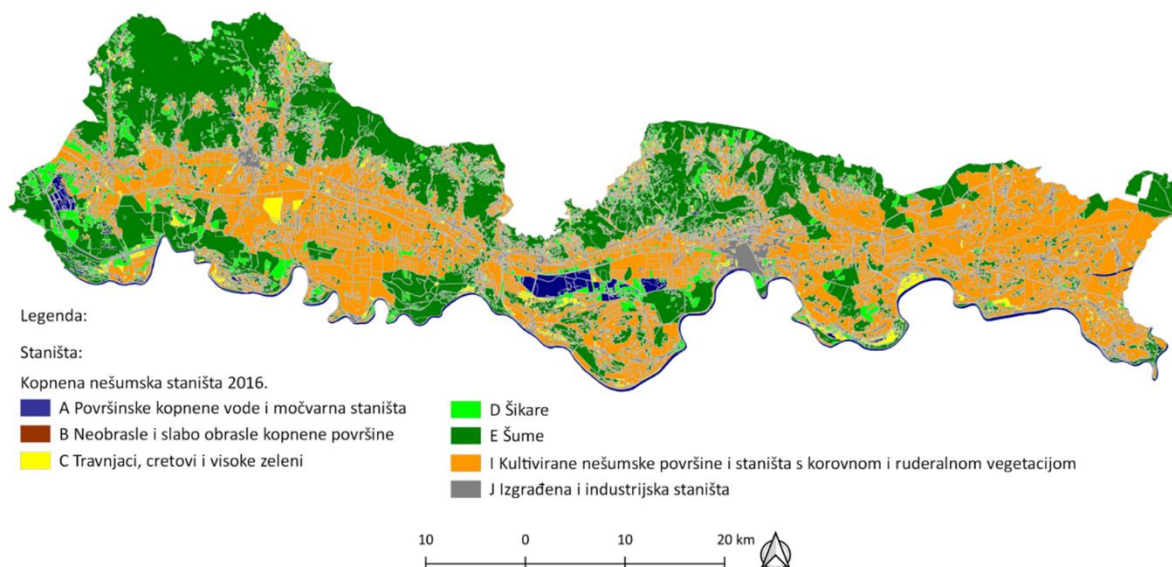 Legenda:
Staništa:
Kopnena nešumska staništa 2016.
A Površinske kopnene vode i močvarna staništa
B Neobrasle i slabo obrasle kopnene površine
C Travnjaci, cretovi i visoke zeleni
D Šikare
E Šume
I Kultivirane nešumske površine i staništa s korovnom i ruderalnom vegetacijom
J Izgrađena i industrijska staništa
10 0 10 20 km